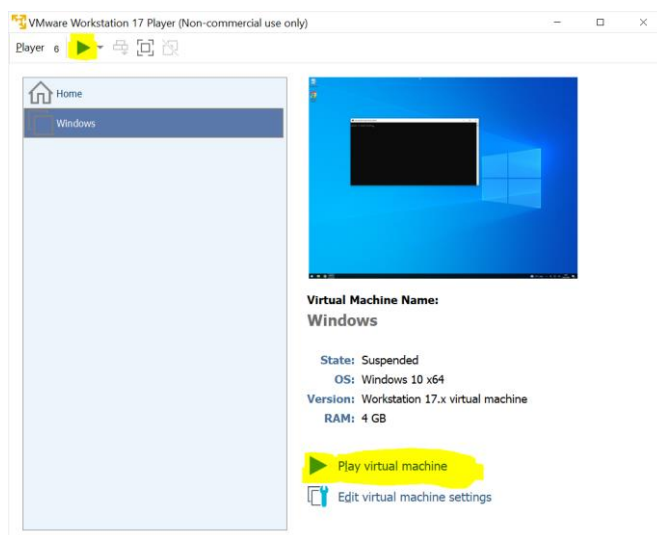 VMware Workstation 17 Player (Non-commercial use only)
Player 6
Home
Windows
Virtual Machine Name:
Windows
State: Suspended
OS: Windows 10 x64
Version: Workstation 17.x virtual machine
RAM: 4 GB
Play virtual machine
Edit virtual machine settings